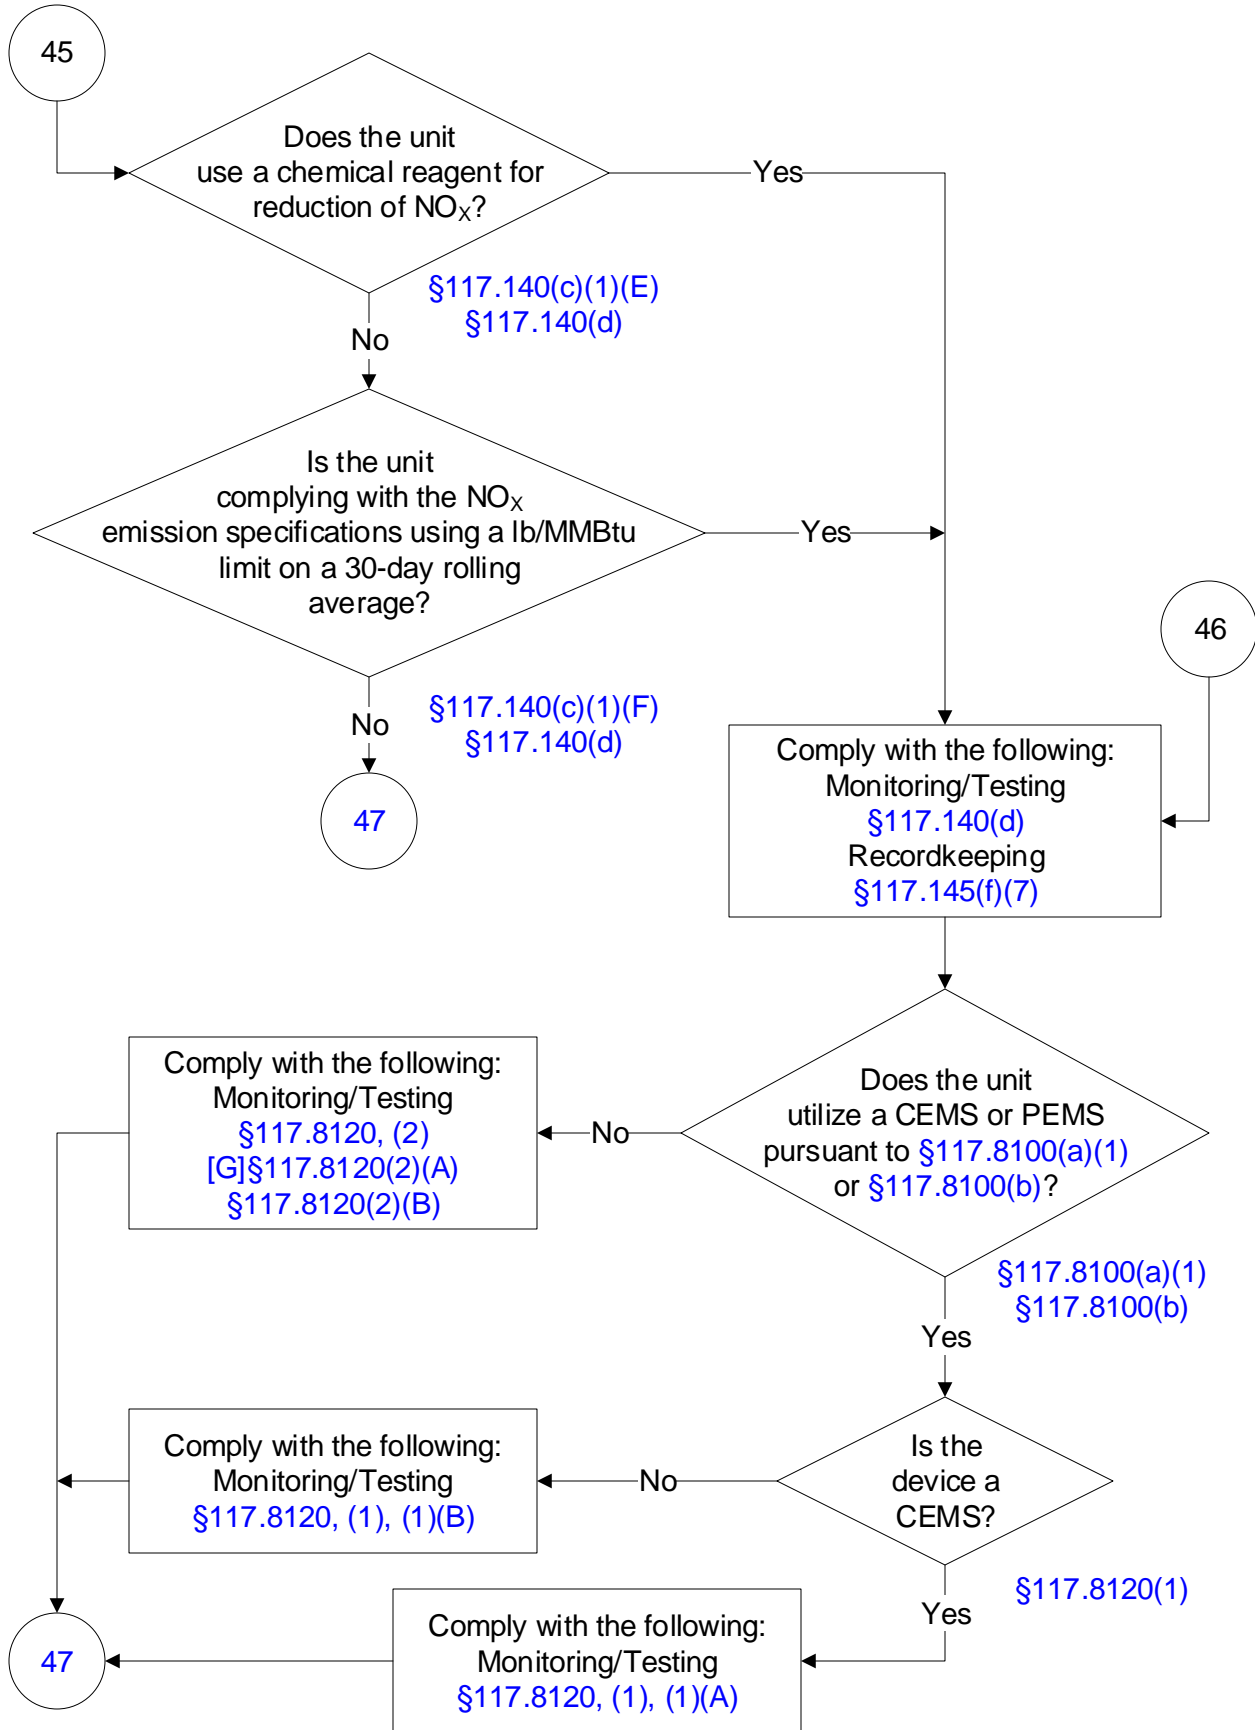 45
Does the unit
use a chemical reagent for
reduction of NOX?
Yes
§117.140(c)(1)(E)
§117.140(d)
No
Is the unit
complying with the NOX
emission specifications using a lb/MMBtu
limit on a 30-day rolling
average?
Yes
46
§117.140(c)(1)(F)
§117.140(d)
No
47
Comply with the following:
Monitoring/Testing
§117.140(d)
Recordkeeping
§117.145(f)(7)
Does the unit
utilize a CEMS or PEMS
pursuant to §117.8100(a)(1)
or §117.8100(b)?
No
Comply with the following:
Monitoring/Testing
§117.8120, (2)
[G]§117.8120(2)(A)
§117.8120(2)(B)
§117.8100(a)(1)
§117.8100(b)
Yes
Is the
device a
CEMS?
No
Comply with the following:
Monitoring/Testing
§117.8120, (1), (1)(B)
§117.8120(1)
Yes
Comply with the following:
Monitoring/Testing
§117.8120, (1), (1)(A)
47